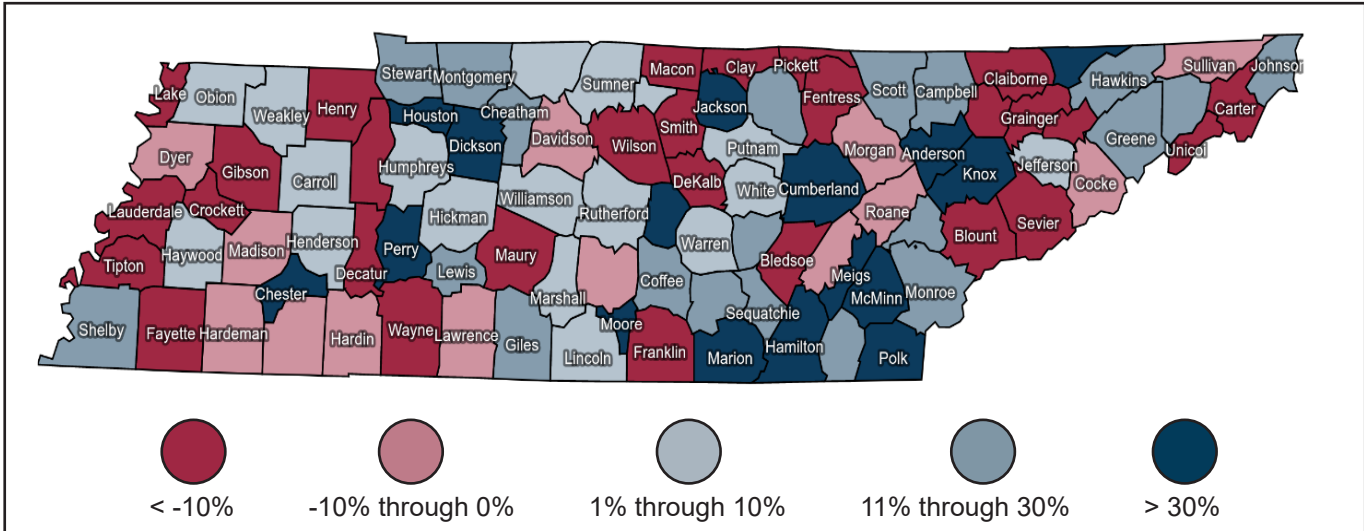 Stewart Montgomery Sumner Macon Clay Pickett Claiborne Hawkins Sullivan Johnson
Lake Obion Weakley Henry Houston Cheatham Jackson Fentress Scott Campbell Grainger Carter
Dyer Gibson Carroll Humphreys Dickson Davidson Wilson Smith Putnam Morgan Anderson Knox Jefferson Greene Unicoi
Lauderdale Crockett Hickman Williamson Rutherford DeKalb White Cumberland Roane Cocke
Tipton Haywood Madison Henderson Decatur Perry Lewis Maury Warren Bledsoe Blount Sevier
Chester Marshall Coffee Sequatchie Meigs McMinn Monroe
Shelby Fayette Hardeman Hardin Wayne Lawrence Giles Lincoln Moore Franklin Marion Hamilton Polk
< -10% -10% through 0% 1% through 10% 11% through 30% > 30%